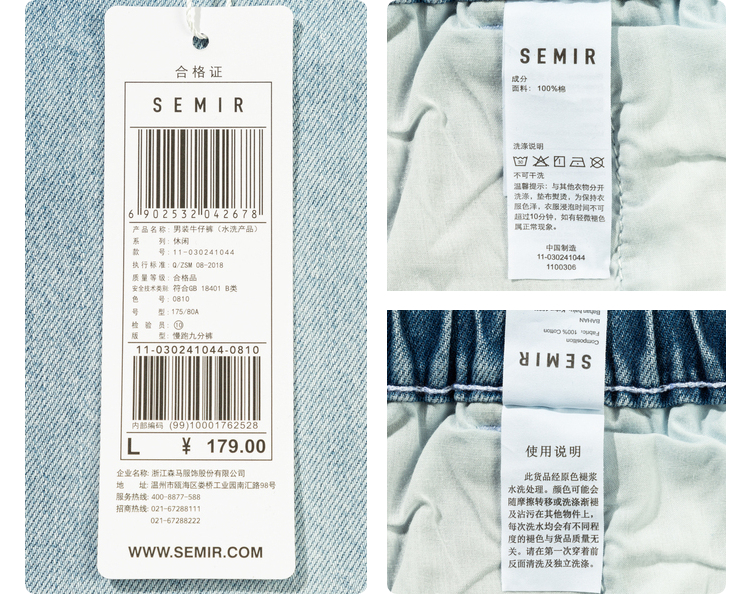 合格证
SEMIR
6 902532 042678
产品名称: 男装牛仔裤（水洗产品）
系 列: 休闲
款 号: 11-030241044
执行标准: Q/ZSM 08-2018
质量等级: 合格品
安全技术类别 符合GB 18401 B类
色 号: 0810
号 型: 175/80A
检 验 员: ⑩
版 型: 慢跑九分裤
11-030241044-0810
内部编码 (99)10001762528
L ￥ 179.00
企业名称: 浙江森马服饰股份有限公司
地 址: 温州市瓯海区娄桥工业园南汇路98号
服务热线: 400-8877-588
招商热线: 021-67288111
021-67288222
WWW.SEMIR.COM
SEMIR
成分
面料: 100%棉
洗涤说明
不可干洗
温馨提示: 与其他衣物分开
洗涤, 垫布熨烫, 为保持衣
服色泽, 衣服浸泡时间不可
超过10分钟, 如有轻微褪色
属正常现象。
中国制造
11-030241044
1100306
SEMIR
Composition
Fabric: 100% Cotton
BAHAN
使用说明
此货品经原色褪浆
水洗处理。颜色可能会
随摩擦转移或洗涤渐褪
及沾污在其他物件上。
每次洗水均会有不同程
度的褪色与货品质量无
关。请在第一次穿着前
反面清洗及独立洗涤。